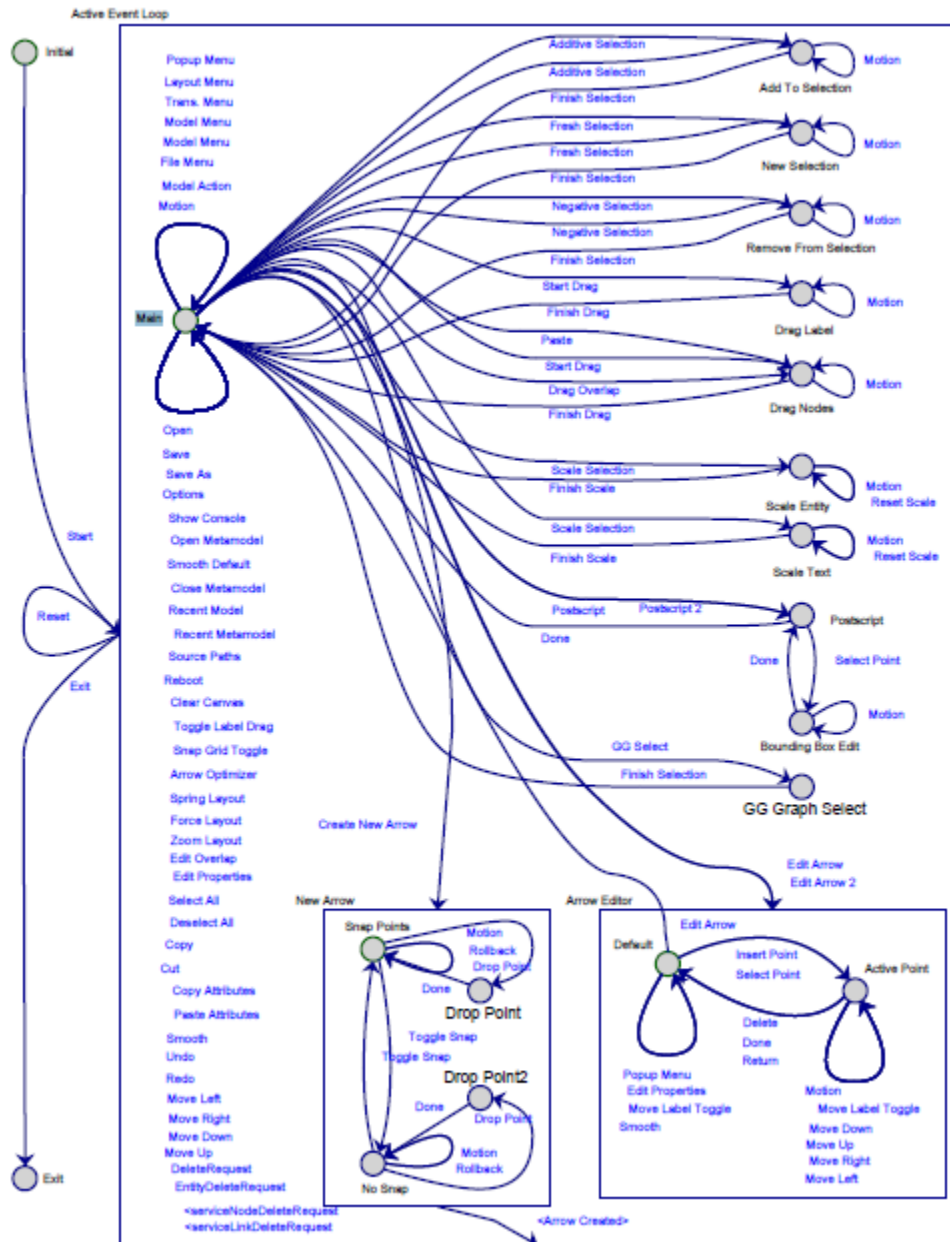 Active Event Loop
Initial
Popup Menu
Layout Menu
Trans. Menu
Model Menu
Model Menu
File Menu
Model Action
Motion
Main
Open
Save
Save As
Options
Show Console
Open Metamodel
Smooth Default
Close Metamodel
Recent Model
Recent Metamodel
Source Paths
Reboot
Clear Canvas
Toggle Label Drag
Snap Grid Toggle
Arrow Optimizer
Spring Layout
Force Layout
Zoom Layout
Edit Overlap
Edit Properties
Select All
Deselect All
Copy
Cut
Copy Attributes
Paste Attributes
Smooth
Undo
Redo
Move Left
Move Right
Move Down
Move Up
DeleteRequest
EntityDeleteRequest
<serviceNodeDeleteRequest
<serviceLinkDeleteRequest
Start
Reset
Exit
Exit
Additive Selection
Additive Selection
Finish Selection
Motion
Add To Selection
Fresh Selection
Fresh Selection
Finish Selection
Motion
New Selection
Negative Selection
Negative Selection
Finish Selection
Motion
Remove From Selection
Start Drag
Finish Drag
Motion
Drag Label
Paste
Start Drag
Drag Overlap
Finish Drag
Motion
Drag Nodes
Scale Selection
Finish Scale
Motion
Reset Scale
Scale Entity
Scale Selection
Finish Scale
Motion
Reset Scale
Scale Text
Postscript
Postscript 2
Done
Postscript
Done
Select Point
Motion
Bounding Box Edit
GG Select
Finish Selection
GG Graph Select
Create New Arrow
Edit Arrow
Edit Arrow 2
New Arrow
Snap Points
Motion
Rollback
Drop Point
Done
Drop Point
Toggle Snap
Toggle Snap
Drop Point2
Done
Drop Point
Motion
Rollback
No Snap
<Arrow Created>
Arrow Editor
Edit Arrow
Default
Insert Point
Select Point
Active Point
Delete
Done
Return
Popup Menu
Edit Properties
Move Label Toggle
Smooth
Motion
Move Label Toggle
Move Down
Move Up
Move Right
Move Left